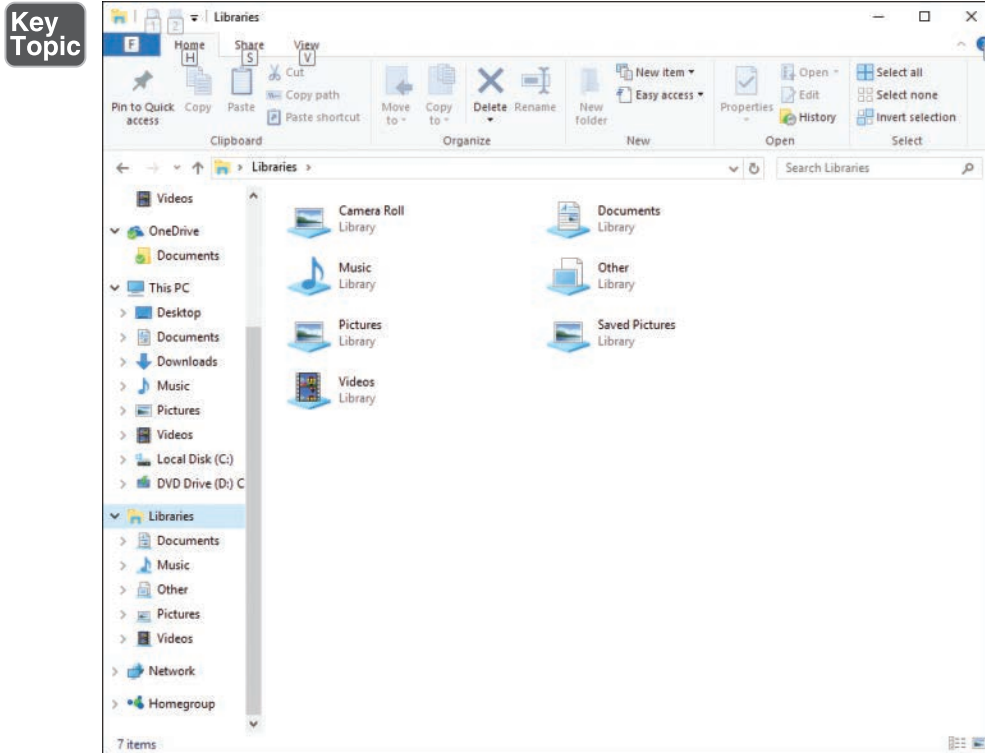 Key
Topic
1 2 Libraries
F Home Share View
H S V
Pin to Quick
access
Copy
Paste
Cut
Copy path
Paste shortcut
Clipboard
Move
to
Copy
to
Delete
Rename
Organize
New
folder
New item
Easy access
New
Properties
Open
Edit
History
Open
Select all
Select none
Invert selection
Select
Libraries
Search Libraries
Videos
OneDrive
Documents
This PC
Desktop
Documents
Downloads
Music
Pictures
Videos
Local Disk (C:)
DVD Drive (D:) C
Libraries
Documents
Music
Other
Pictures
Videos
Network
Homegroup
Camera Roll
Library
Documents
Library
Music
Library
Other
Library
Pictures
Library
Saved Pictures
Library
Videos
Library
7 items